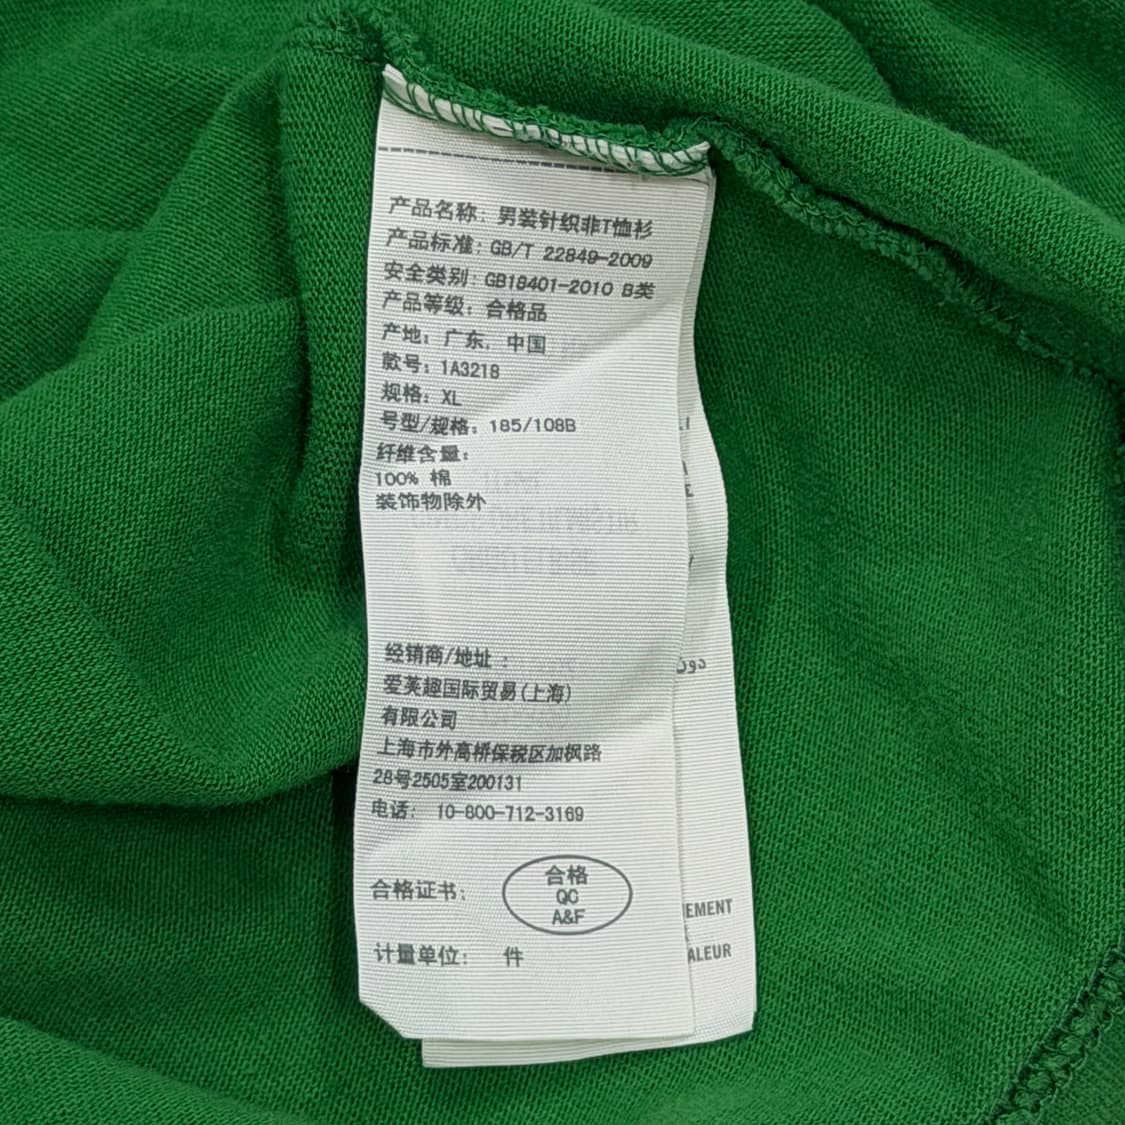 产品名称：男装针织非T恤衫
产品标准：GB/T 22849-2009
安全类别：GB18401-2010 B类
产品等级：合格品
产地：广东，中国
款号：1A3218
规格：XL
号型/规格：185/108B
纤维含量：
100% 棉
装饰物除外
经销商/地址：
爱芙趣国际贸易(上海)
有限公司
上海市外高桥保税区加枫路
28号2505室200131
电话： 10-800-712-3169
合格证书：
合格
QC
A&F
计量单位： 件
دون
EMENT
ALEUR